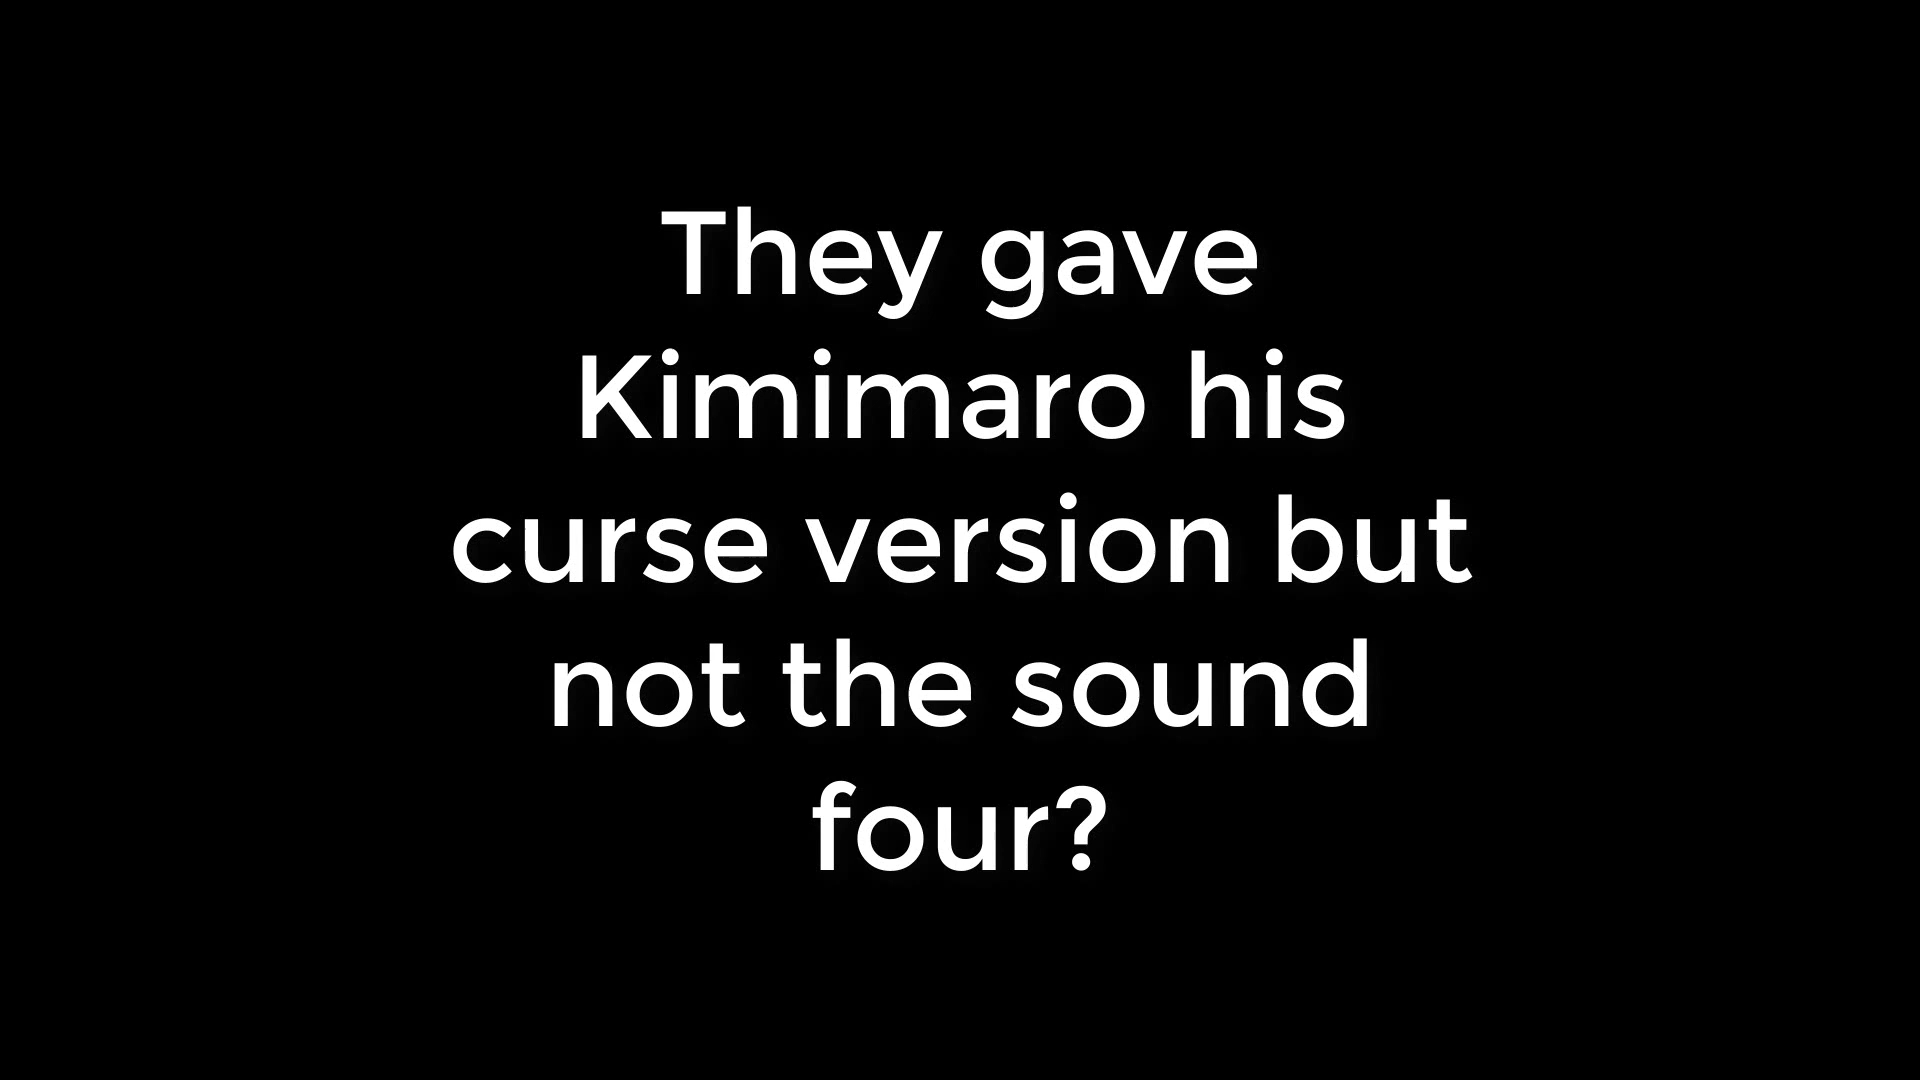 They gave
Kimimaro his
curse version but
not the sound
four?